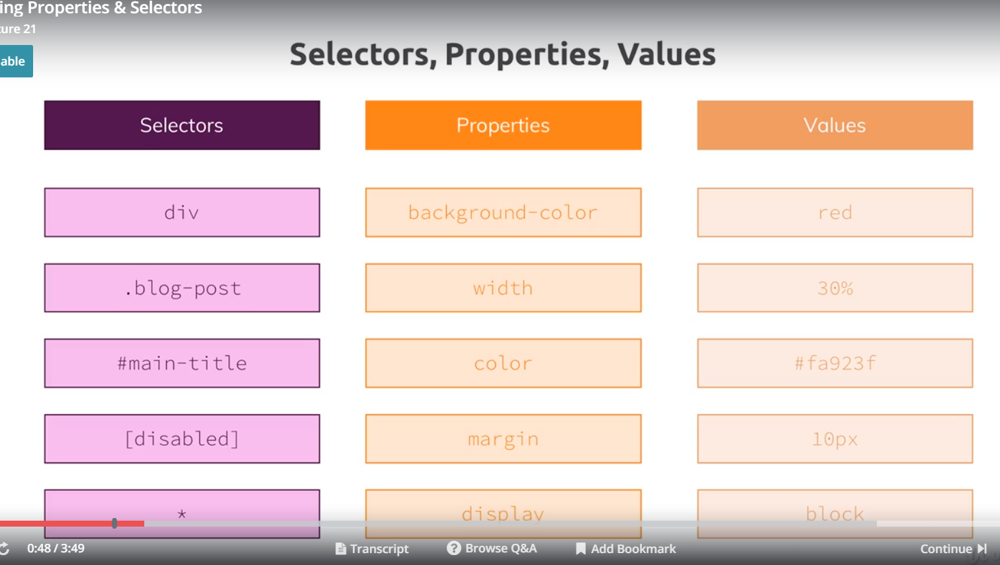 ing Properties & Selectors
ture 21
able
Selectors, Properties, Values
Selectors Properties Values
div background-color red
.blog-post width 30%
#main-title color #fa923f
[disabled] margin 10px
* display block
0:48 / 3:49 Transcript Browse Q&A Add Bookmark Continue